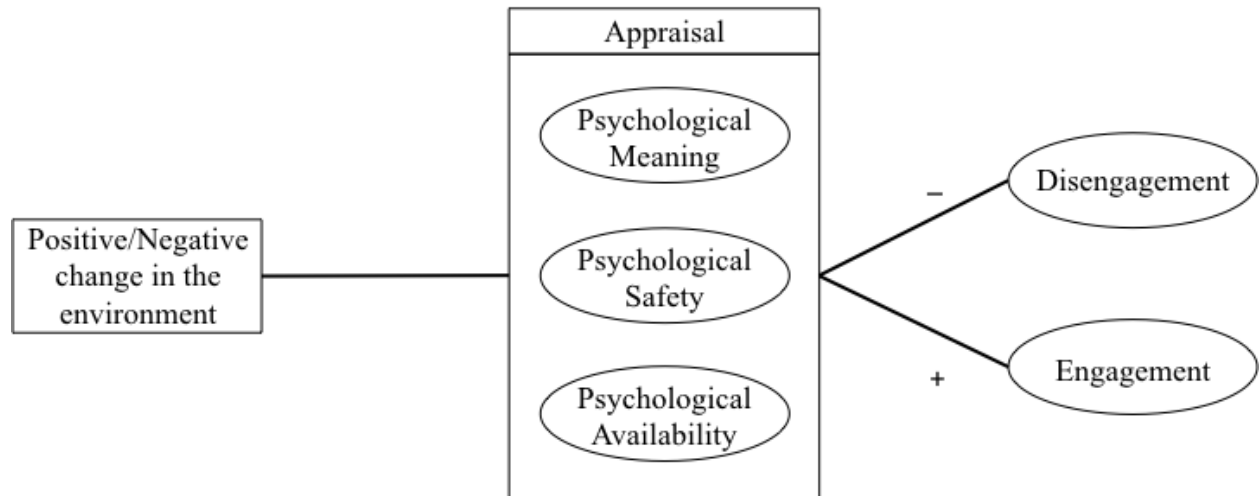 Positive/Negative
change in the
environment
Appraisal
Psychological
Meaning
Psychological
Safety
Psychological
Availability
–
Disengagement
+
Engagement